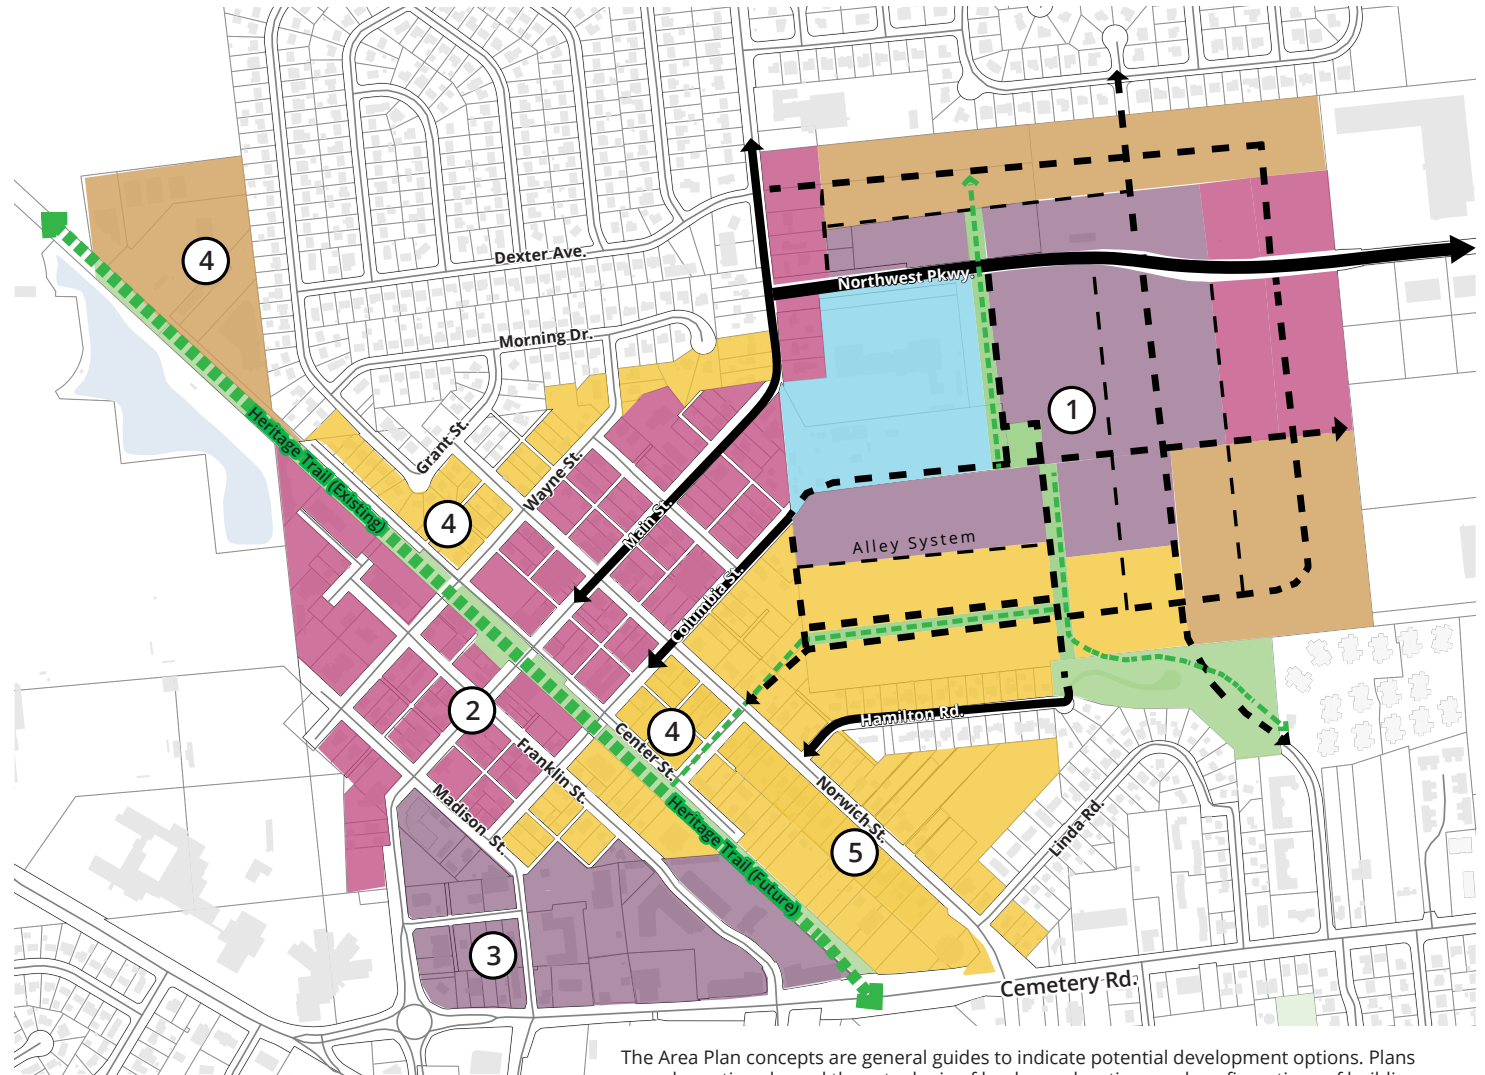 Dexter Ave.
4
Northwest Pkwy.
Morning Dr.
1
Grant St.
Heritage Trail (Existing)
Wayne St.
4
Main St.
Alley System
Columbia St.
2
4
Hamilton Rd.
Center St.
Franklin St.
Madison St.
Norwich St.
Heritage Trail (Future)
Linda Rd.
5
3
Cemetery Rd.
The Area Plan concepts are general guides to indicate potential development options. Plans